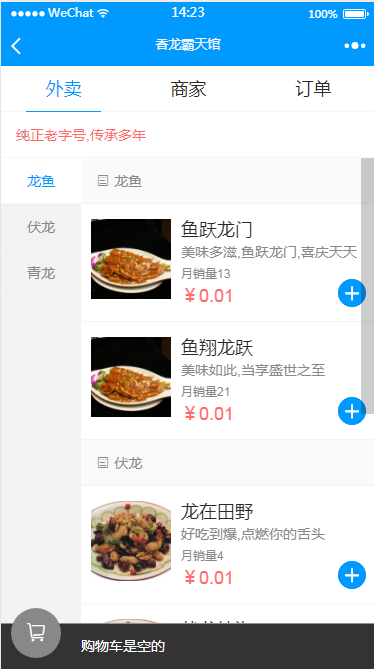 WeChat 14:23 100%
香龙霸天馆
外卖 商家 订单
纯正老字号,传承多年
龙鱼
伏龙
青龙
龙鱼
鱼跃龙门
美味多滋,鱼跃龙门,喜庆天天
月销量13
¥0.01
鱼翔龙跃
美味如此,当享盛世之至
月销量21
¥0.01
伏龙
龙在田野
好吃到爆,点燃你的舌头
月销量4
¥0.01
购物车是空的